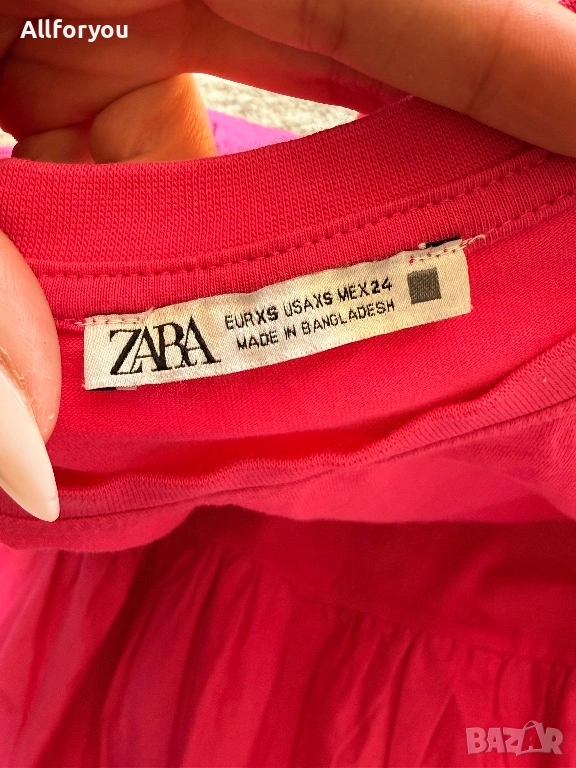 Allforyou
ZARA
EUR XS USA XS MEX 24
MADE IN BANGLADESH
BAZAR